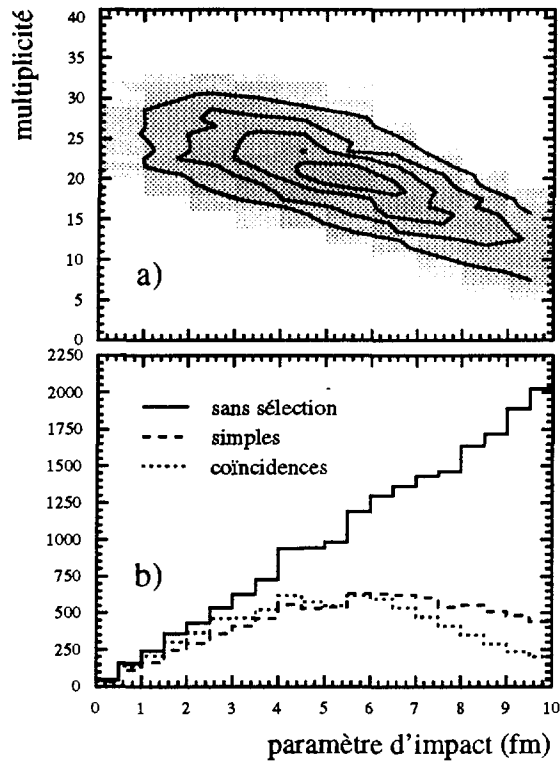 multiplicité
40
35
30
25
20
15
10
5
0
a)
2250
2000
1750
1500
1250
1000
750
500
250
0
sans sélection
simples
coïncidences
b)
0 1 2 3 4 5 6 7 8 9 10
paramètre d'impact (fm)